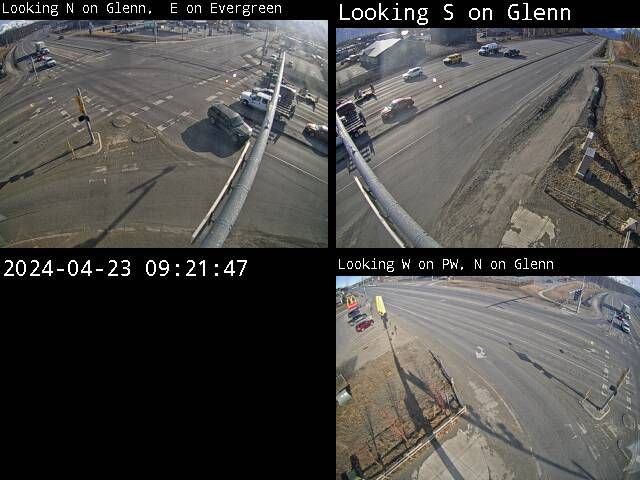 Looking N on Glenn,  E on Evergreen
Looking S on Glenn
2024-04-23 09:21:47
Looking W on PW, N on Glenn